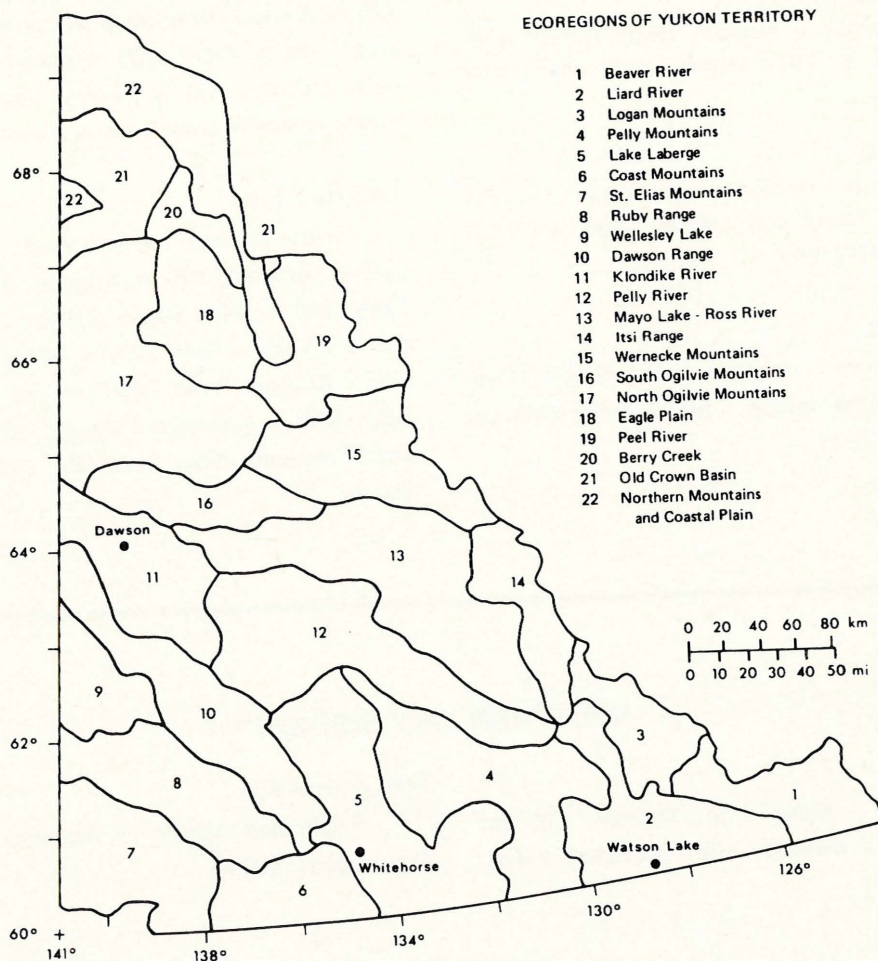 ECOREGIONS OF YUKON TERRITORY
1 Beaver River
2 Liard River
3 Logan Mountains
4 Pelly Mountains
5 Lake Laberge
6 Coast Mountains
7 St. Elias Mountains
8 Ruby Range
9 Wellesley Lake
10 Dawson Range
11 Klondike River
12 Pelly River
13 Mayo Lake - Ross River
14 Itsi Range
15 Wernecke Mountains
16 South Ogilvie Mountains
17 North Ogilvie Mountains
18 Eagle Plain
19 Peel River
20 Berry Creek
21 Old Crown Basin
22 Northern Mountains
and Coastal Plain
22
68°
21
22
20
21
18
19
66°
17
15
16
Dawson
64°
13
11
14
12
0 20 40 60 80 km
0 10 20 30 40 50 mi
9
10
62°
3
8
4
5
1
2
7
Whitehorse
Watson Lake
6
126°
130°
60°
134°
141°
138°